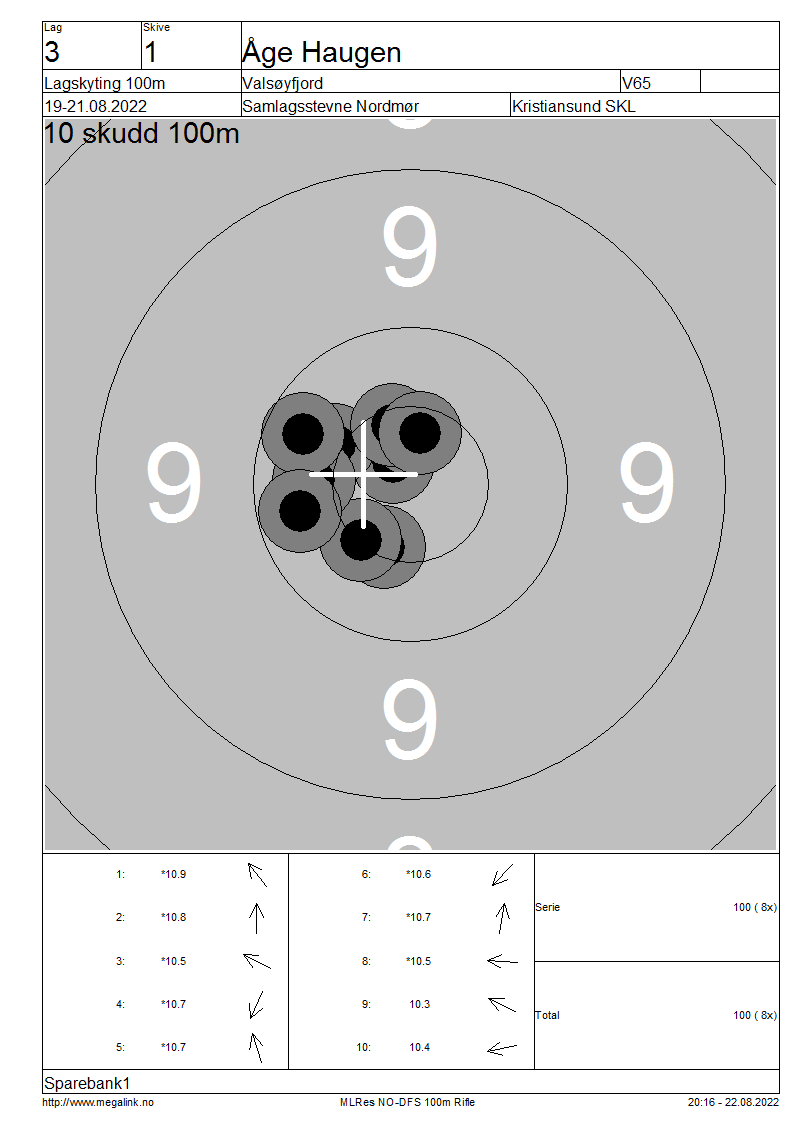 Lag Skive
3 1 Åge Haugen
Lagskyting 100m Valsøyfjord V65
19-21.08.2022 Samlagsstevne Nordmør Kristiansund SKL
10 skudd 100m
9
9 9
9
1: *10.9 6: *10.6
2: *10.8 7: *10.7
Serie 100 ( 8x)
3: *10.5 8: *10.5
4: *10.7 9: 10.3
Total 100 ( 8x)
5: *10.7 10: 10.4
Sparebank1
http://www.megalink.no MLRes NO-DFS 100m Rifle 20:16 - 22.08.2022